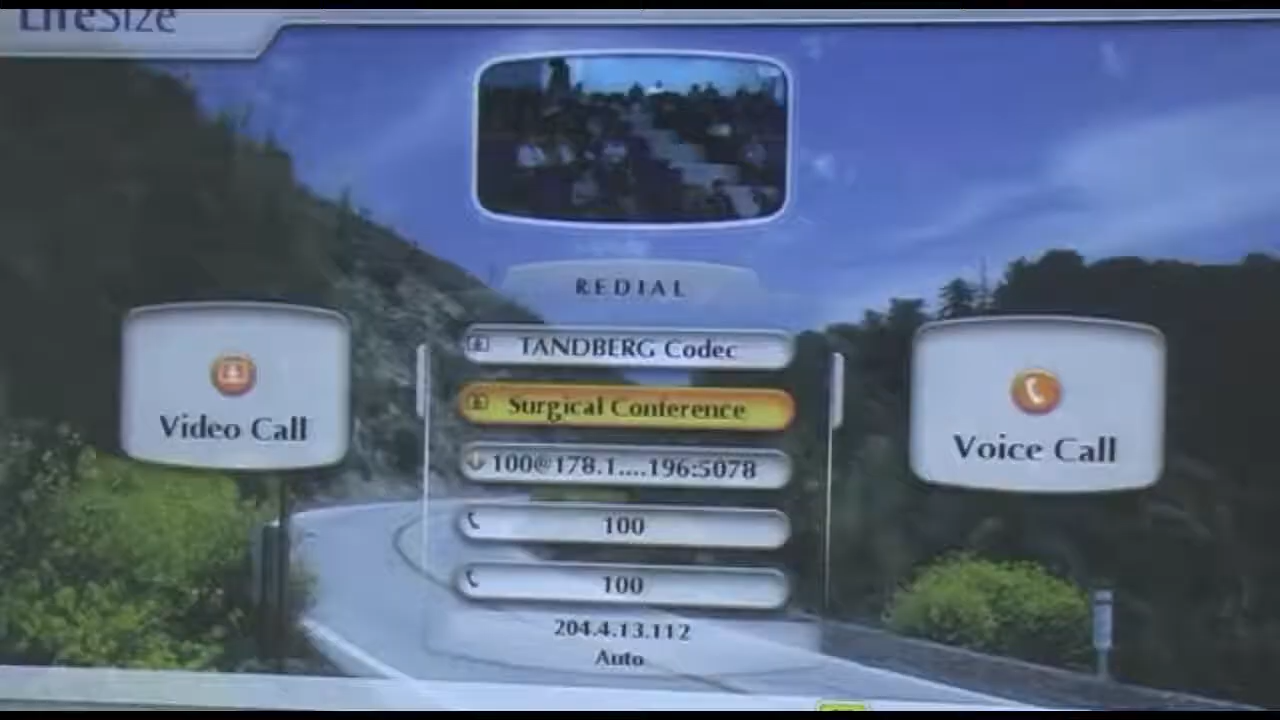 LifeSize
REDIAL
TANDBERG Codec
Surgical Conference
Video Call
Voice Call
100@178.1....196:5078
100
100
204.4.13.112
Auto